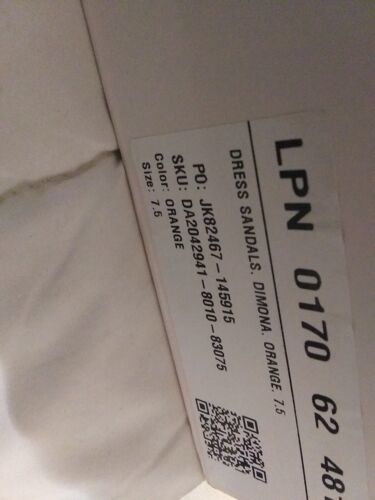 LPN 0170 62 48
DRESS SANDALS. DIMONA. ORANGE. 7.5
PO: JK82467-145915
SKU: DA2042941-8010-83075
Color: ORANGE
Size: 7.5